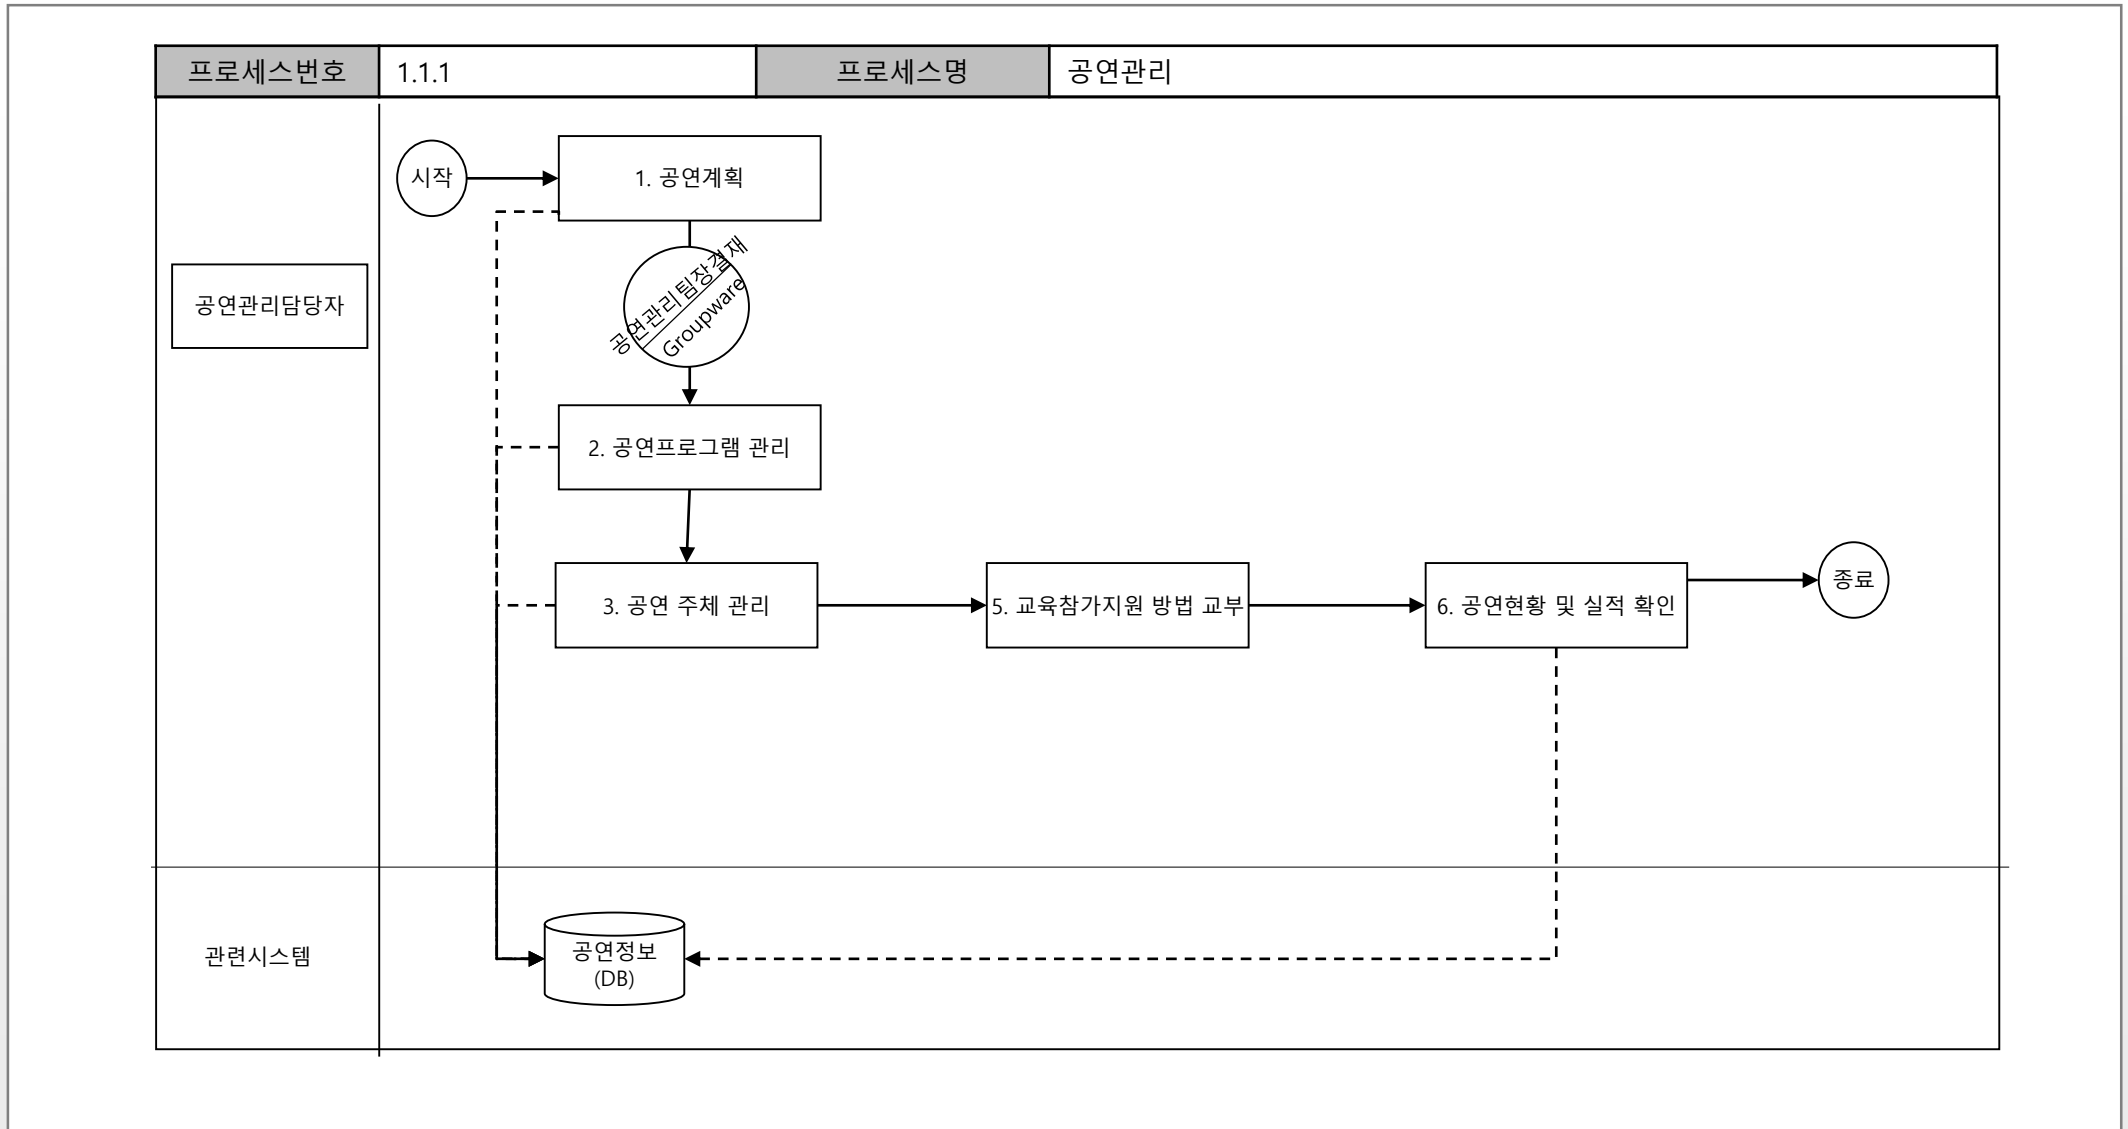 프로세스번호
1.1.1
프로세스명
공연관리
시작
1. 공연계획
공연관리팀장결재
Groupware
공연관리담당자
2. 공연프로그램 관리
3. 공연 주체 관리
5. 교육참가지원 방법 교부
6. 공연현황 및 실적 확인
종료
관련시스템
공연정보
(DB)